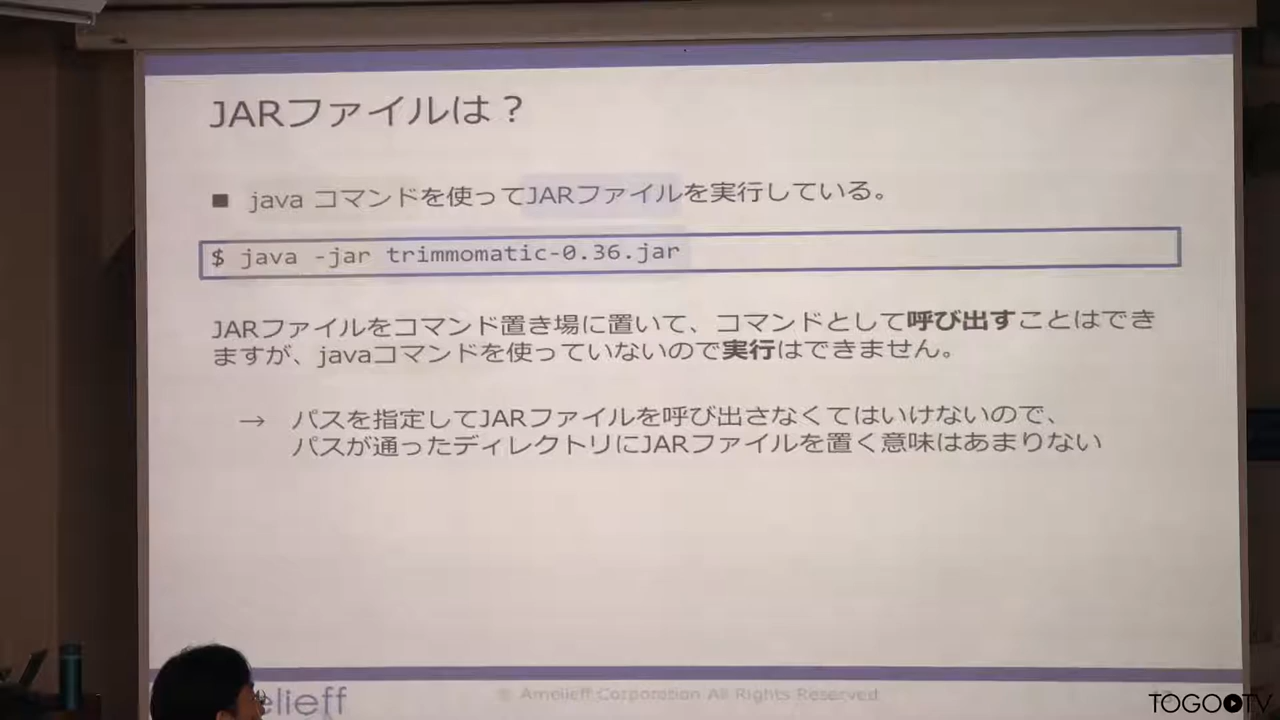 JARファイルは？
■ java コマンドを使ってJARファイルを実行している。
$ java -jar trimmomatic-0.36.jar
JARファイルをコマンド置き場に置いて、コマンドとして呼び出すことはでき
ますが、javaコマンドを使っていないので実行はできません。
→ パスを指定してJARファイルを呼び出さなくてはいけないので、
パスが通ったディレクトリにJARファイルを置く意味はあまりない
elieff
© Amelieff Corporation All Rights Reserved
TOGOTV